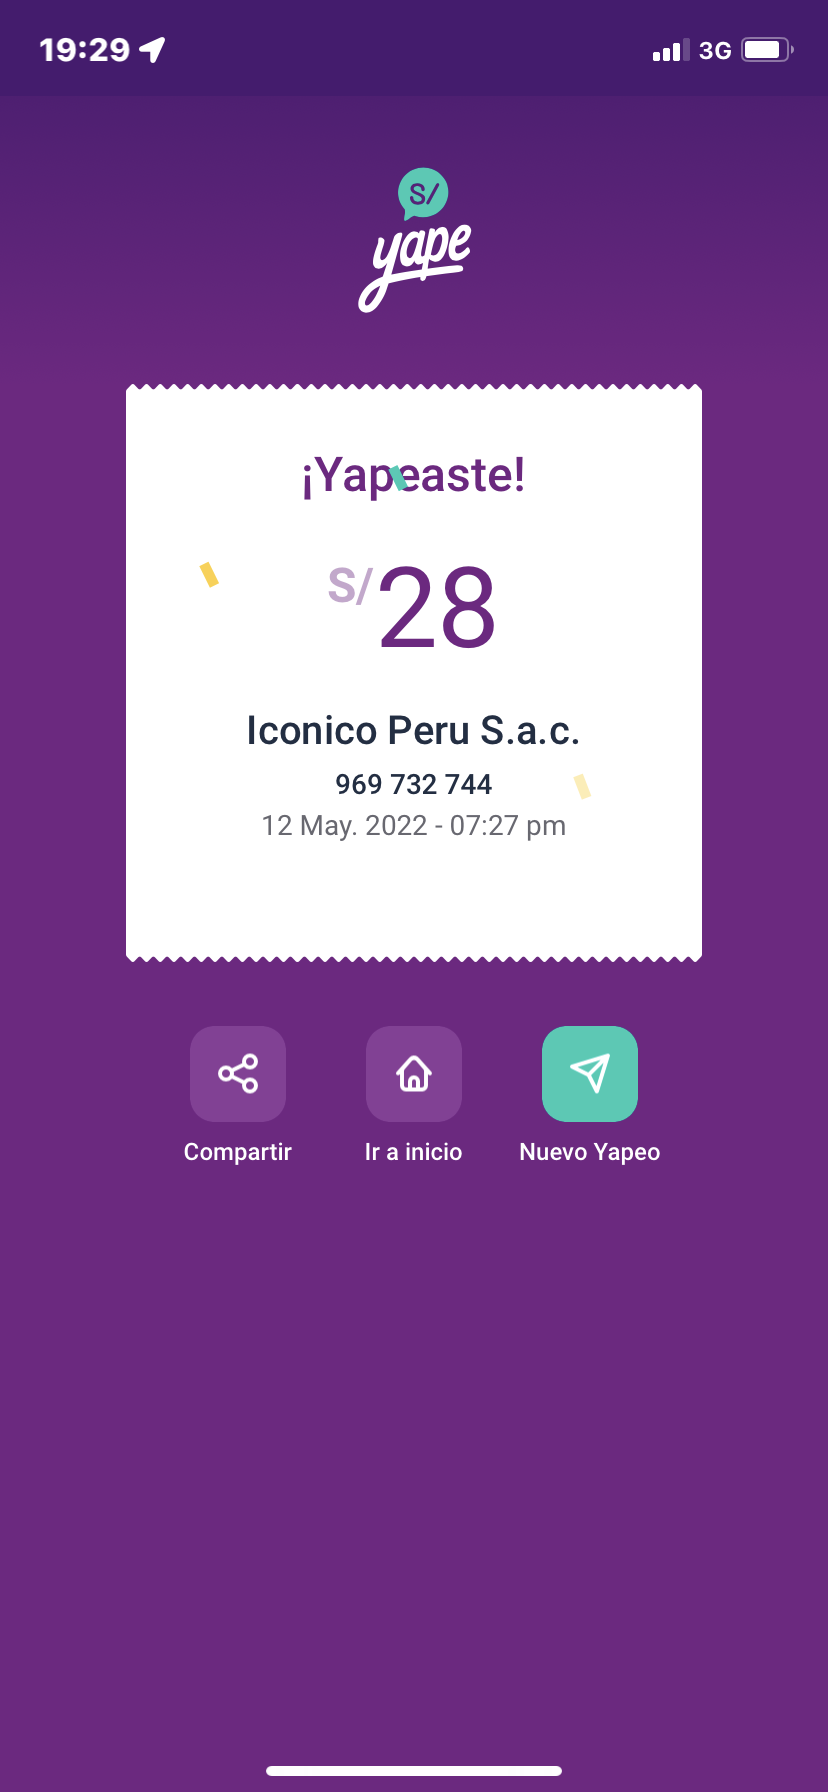 19:29
3G
S/
yape
¡Yapeaste!
S/28
Iconico Peru S.a.c.
969 732 744
12 May. 2022 - 07:27 pm
Compartir
Ir a inicio
Nuevo Yapeo